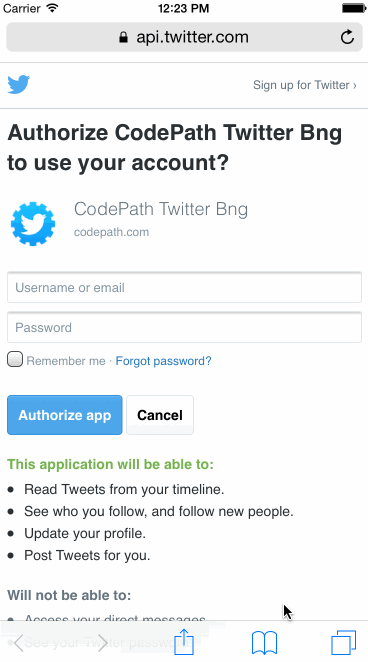 Carrier 12:23 PM
api.twitter.com
Sign up for Twitter ›
Authorize CodePath Twitter Bng
to use your account?
CodePath Twitter Bng
codepath.com
Username or email
Password
Remember me · Forgot password?
Authorize app Cancel
This application will be able to:
• Read Tweets from your timeline.
• See who you follow, and follow new people.
• Update your profile.
• Post Tweets for you.
Will not be able to:
• Access your direct messages.
• See your Twitter password.